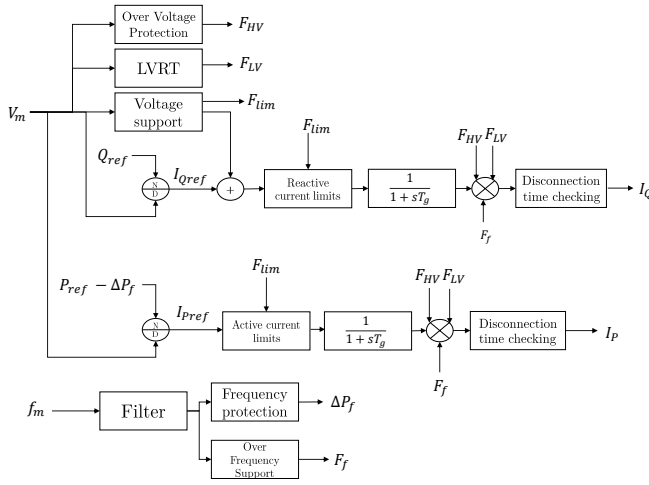 Over Voltage
Protection
F_HV
LVRT
F_LV
V_m
Voltage
support
F_lim
F_lim
Q_ref
N
D
I_Qref
+
Reactive
current limits
1
1 + sT_g
F_HV F_LV
F_f
Disconnection
time checking
I_Q
F_lim
P_ref − ΔP_f
N
D
I_Pref
Active current
limits
1
1 + sT_g
F_HV F_LV
F_f
Disconnection
time checking
I_P
f_m
Filter
Frequency
protection
ΔP_f
Over
Frequency
Support
F_f